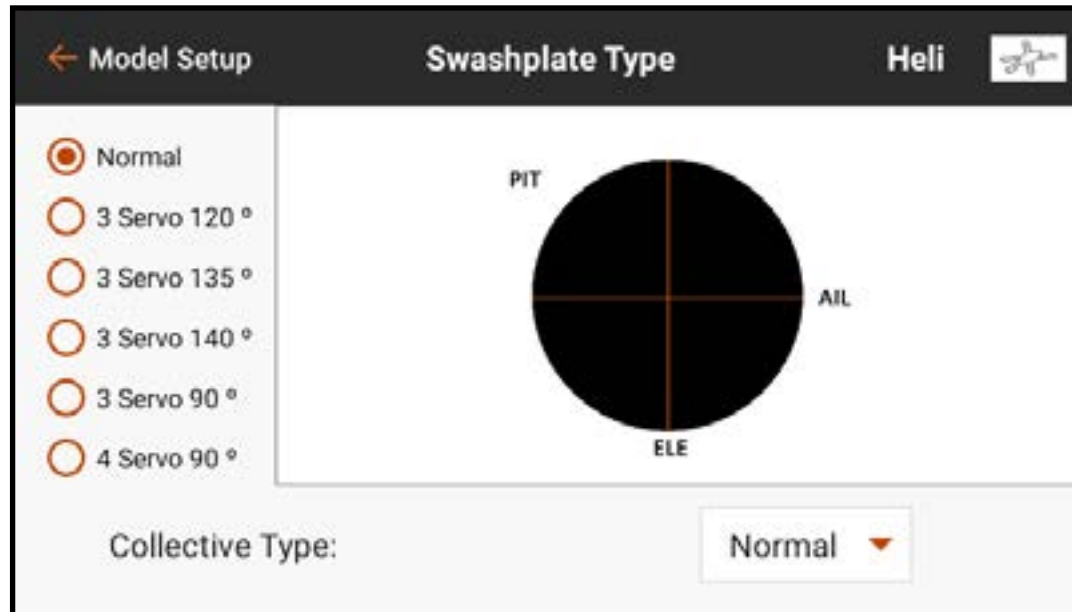 Model Setup
Swashplate Type
Heli
Normal
3 Servo 120 º
3 Servo 135 º
3 Servo 140 º
3 Servo 90 º
4 Servo 90 º
PIT
AIL
ELE
Collective Type:
Normal